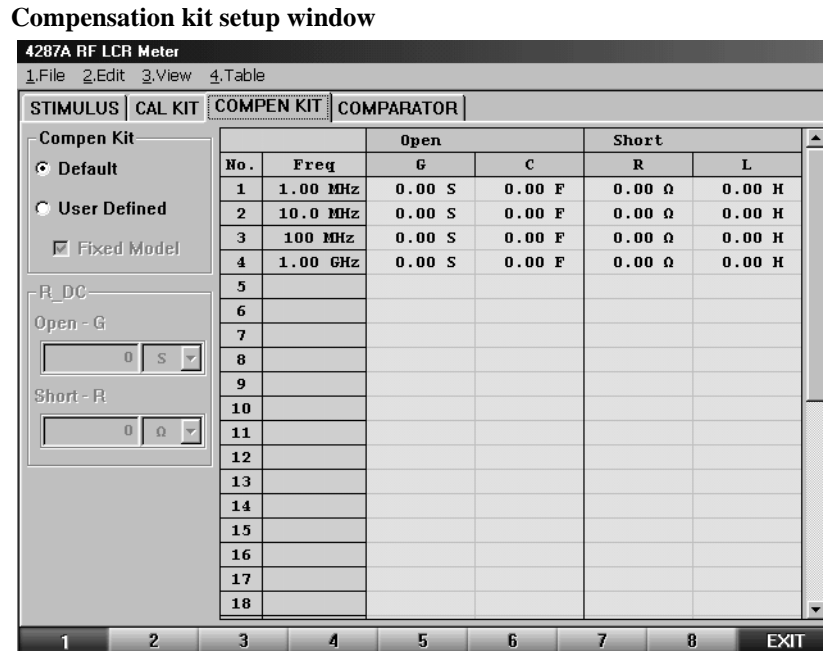 Compensation kit setup window
4287A RF LCR Meter
1.File 2.Edit 3.View 4.Table
STIMULUS CAL KIT COMPEN KIT COMPARATOR
Compen Kit
Default
User Defined
Fixed Model
R_DC
Open - G
0 S
Short - R
0 Ω
Open Short
No. Freq G C R L
1 1.00 MHz 0.00 S 0.00 F 0.00 Ω 0.00 H
2 10.0 MHz 0.00 S 0.00 F 0.00 Ω 0.00 H
3 100 MHz 0.00 S 0.00 F 0.00 Ω 0.00 H
4 1.00 GHz 0.00 S 0.00 F 0.00 Ω 0.00 H
5
6
7
8
9
10
11
12
13
14
15
16
17
18
1 2 3 4 5 6 7 8 EXIT